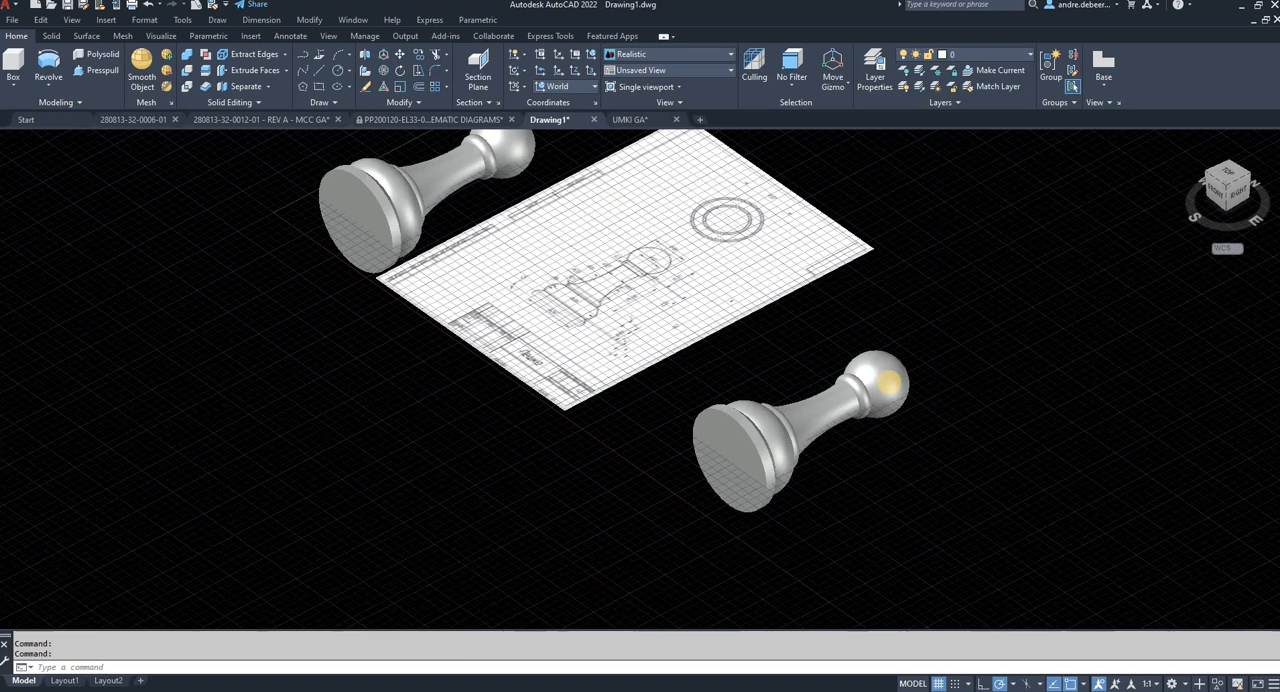 Share
Autodesk AutoCAD 2022 Drawing1.dwg
Type a keyword or phrase
andre.debeer...
File Edit View Insert Format Tools Draw Dimension Modify Window Help Express Parametric
Home Solid Surface Mesh Visualize Parametric Insert Annotate View Manage Output Add-ins Collaborate Express Tools Featured Apps
Box
Revolve
Polysolid
Presspull
Modeling
Smooth
Object
Mesh
Extract Edges
Extrude Faces
Separate
Solid Editing
Draw
Modify
Section
Plane
Section
World
Coordinates
Realistic
Unsaved View
Single viewport
View
Culling
No Filter
Move
Gizmo
Selection
Layer
Properties
0
Make Current
Match Layer
Layers
Group
Groups
Base
View
Start
280813-32-0006-01
280813-32-0012-01 - REV A - MCC GA*
PP200120-EL33-0...EMATIC DIAGRAMS*
Drawing1*
UMKI GA*
TOP
FRONT
RIGHT
W
N
S
E
WCS
Пешка
Command:
Command:
Type a command
Model Layout1 Layout2
MODEL
1:1